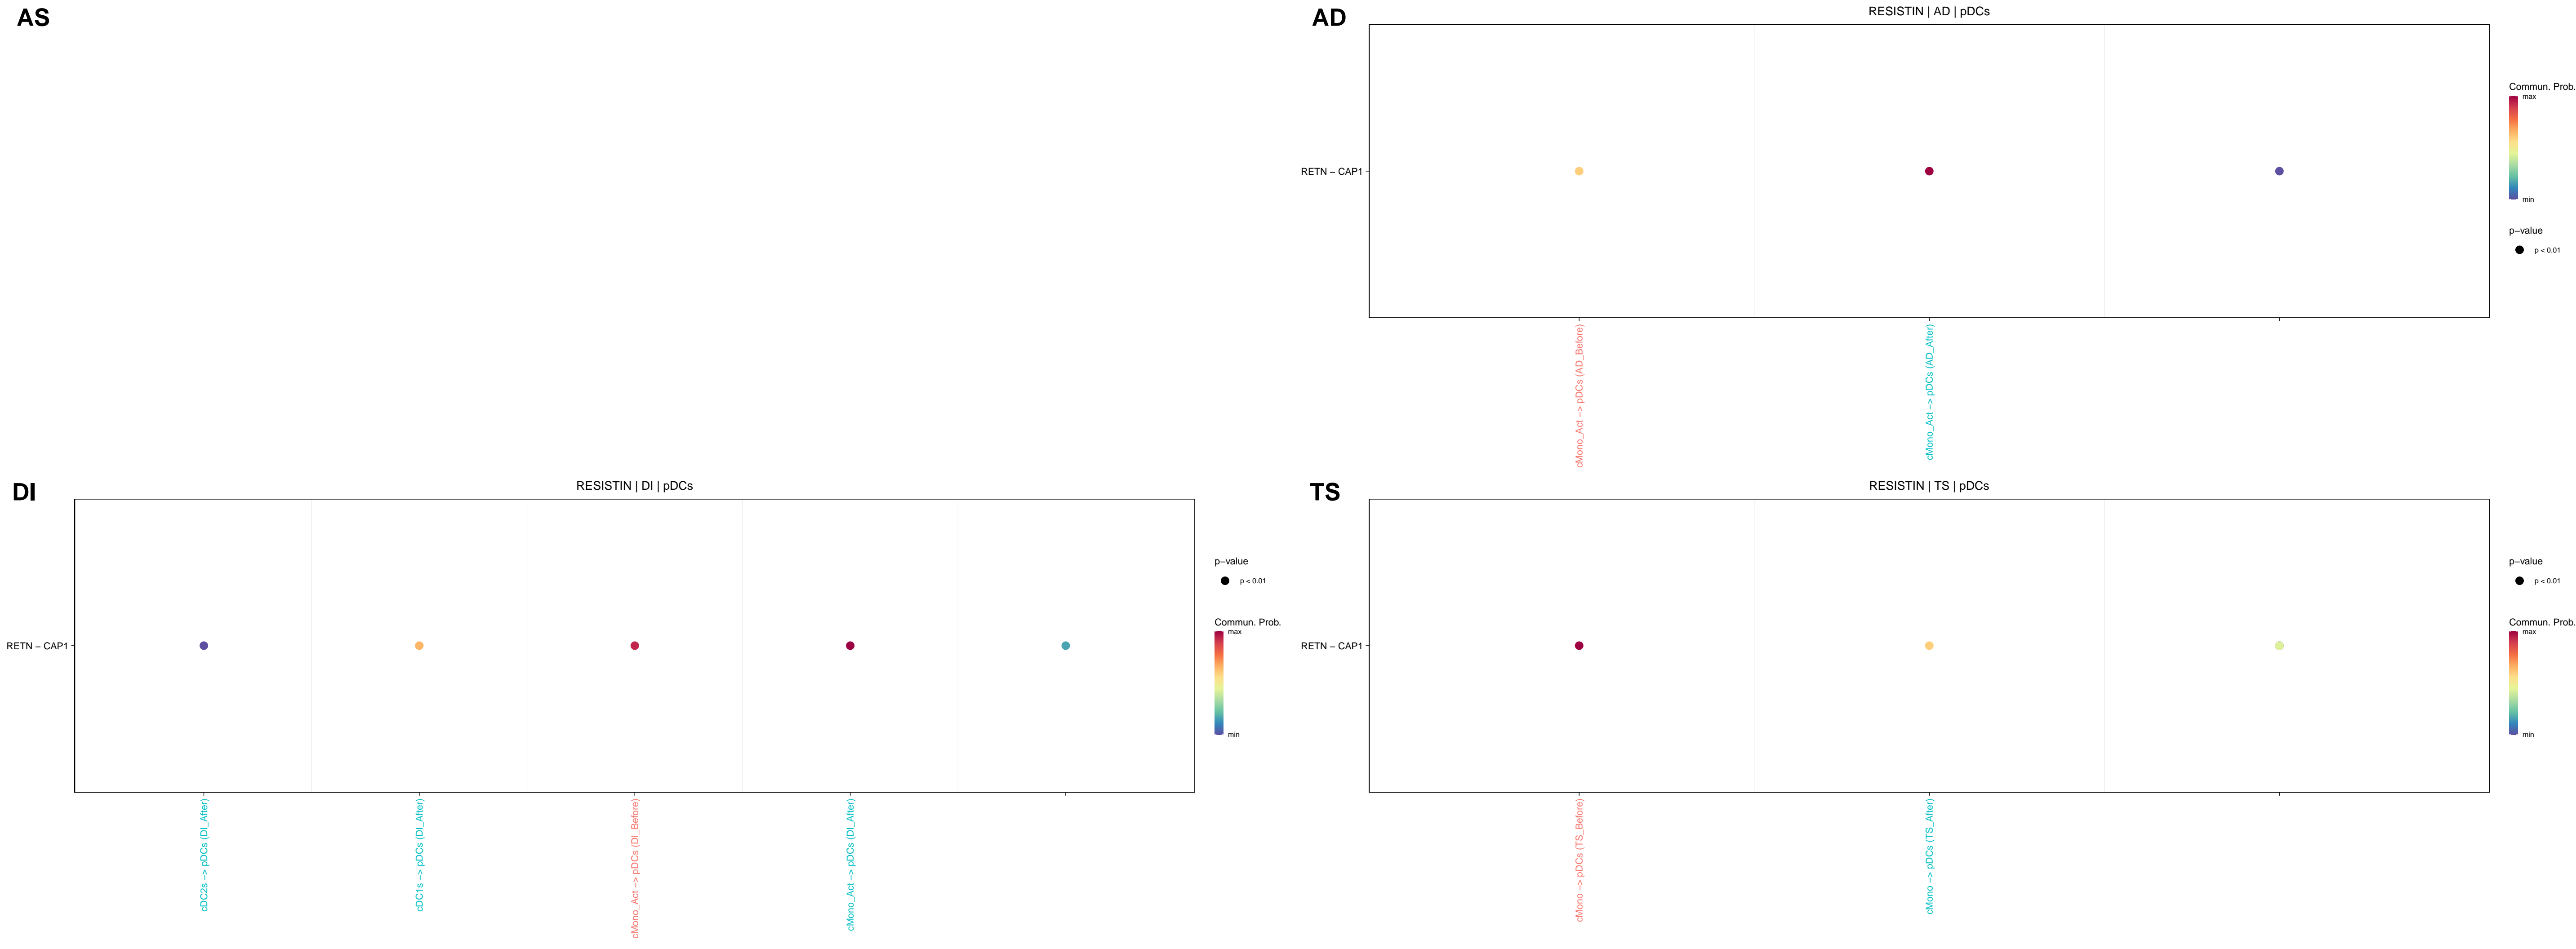 AS
AD
RESISTIN | AD | pDCs
RETN − CAP1
cMono_Act −> pDCs (AD_Before)
cMono_Act −> pDCs (AD_After)
Commun. Prob.
max
min
p−value
p < 0.01
DI
RESISTIN | DI | pDCs
RETN − CAP1
cDC2s −> pDCs (DI_After)
cDC1s −> pDCs (DI_After)
cMono_Act −> pDCs (DI_Before)
cMono_Act −> pDCs (DI_After)
p−value
p < 0.01
Commun. Prob.
max
min
TS
RESISTIN | TS | pDCs
RETN − CAP1
cMono −> pDCs (TS_Before)
cMono −> pDCs (TS_After)
p−value
p < 0.01
Commun. Prob.
max
min